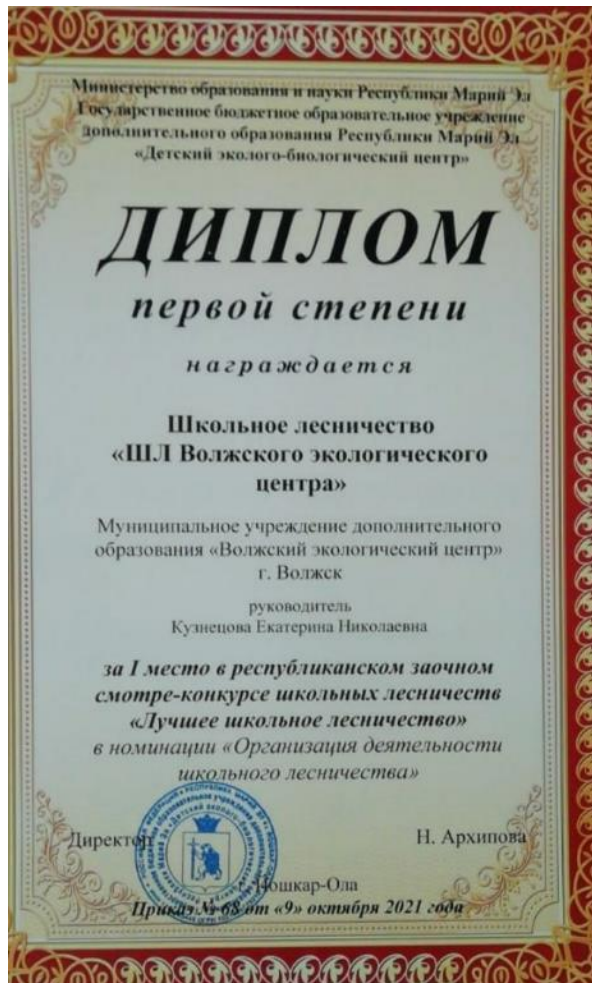 Министерство образования и науки Республики Марий Эл
Государственное бюджетное образовательное учреждение
дополнительного образования Республики Марий Эл
«Детский эколого-биологический центр»
ДИПЛОМ
первой степени
награждается
Школьное лесничество
«ШЛ Волжского экологического
центра»
Муниципальное учреждение дополнительного
образования «Волжский экологический центр»
г. Волжск
руководитель
Кузнецова Екатерина Николаевна
за I место в республиканском заочном
смотре-конкурсе школьных лесничеств
«Лучшее школьное лесничество»
в номинации «Организация деятельности
школьного лесничества»
Директор
Н. Архипова
Йошкар-Ола
Приказ № 68 от «9» октября 2021 года